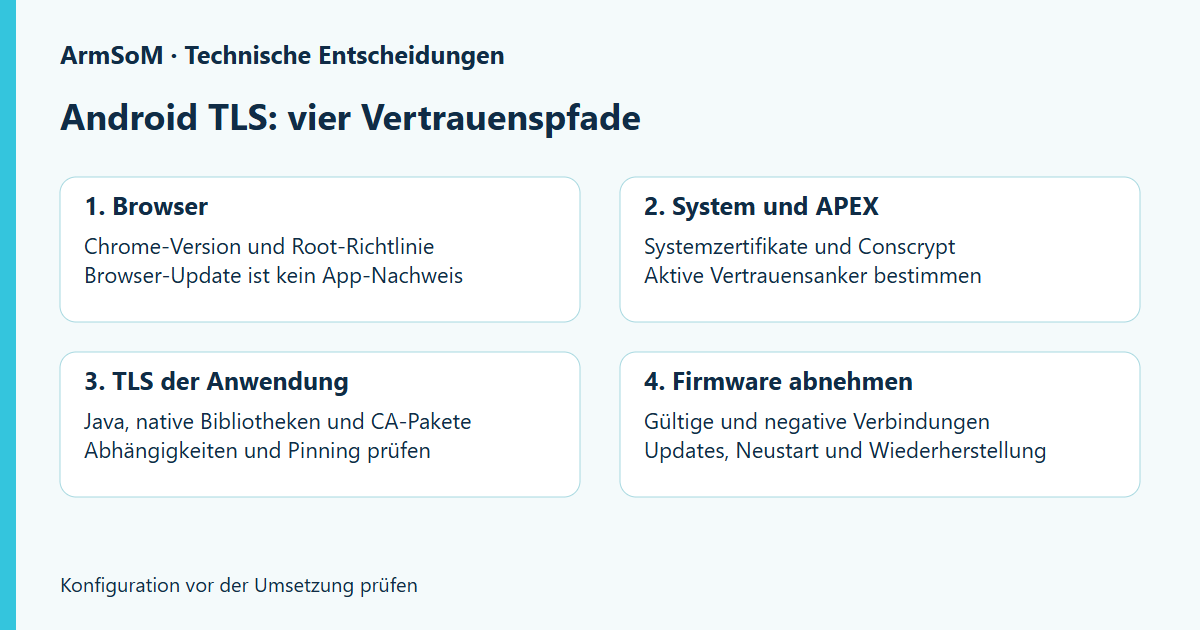 ArmSoM · Technische Entscheidungen
Android TLS: vier Vertrauenspfade
1. Browser
Chrome-Version und Root-Richtlinie
Browser-Update ist kein App-Nachweis
2. System und APEX
Systemzertifikate und Conscrypt
Aktive Vertrauensanker bestimmen
3. TLS der Anwendung
Java, native Bibliotheken und CA-Pakete
Abhängigkeiten und Pinning prüfen
4. Firmware abnehmen
Gültige und negative Verbindungen
Updates, Neustart und Wiederherstellung
Konfiguration vor der Umsetzung prüfen